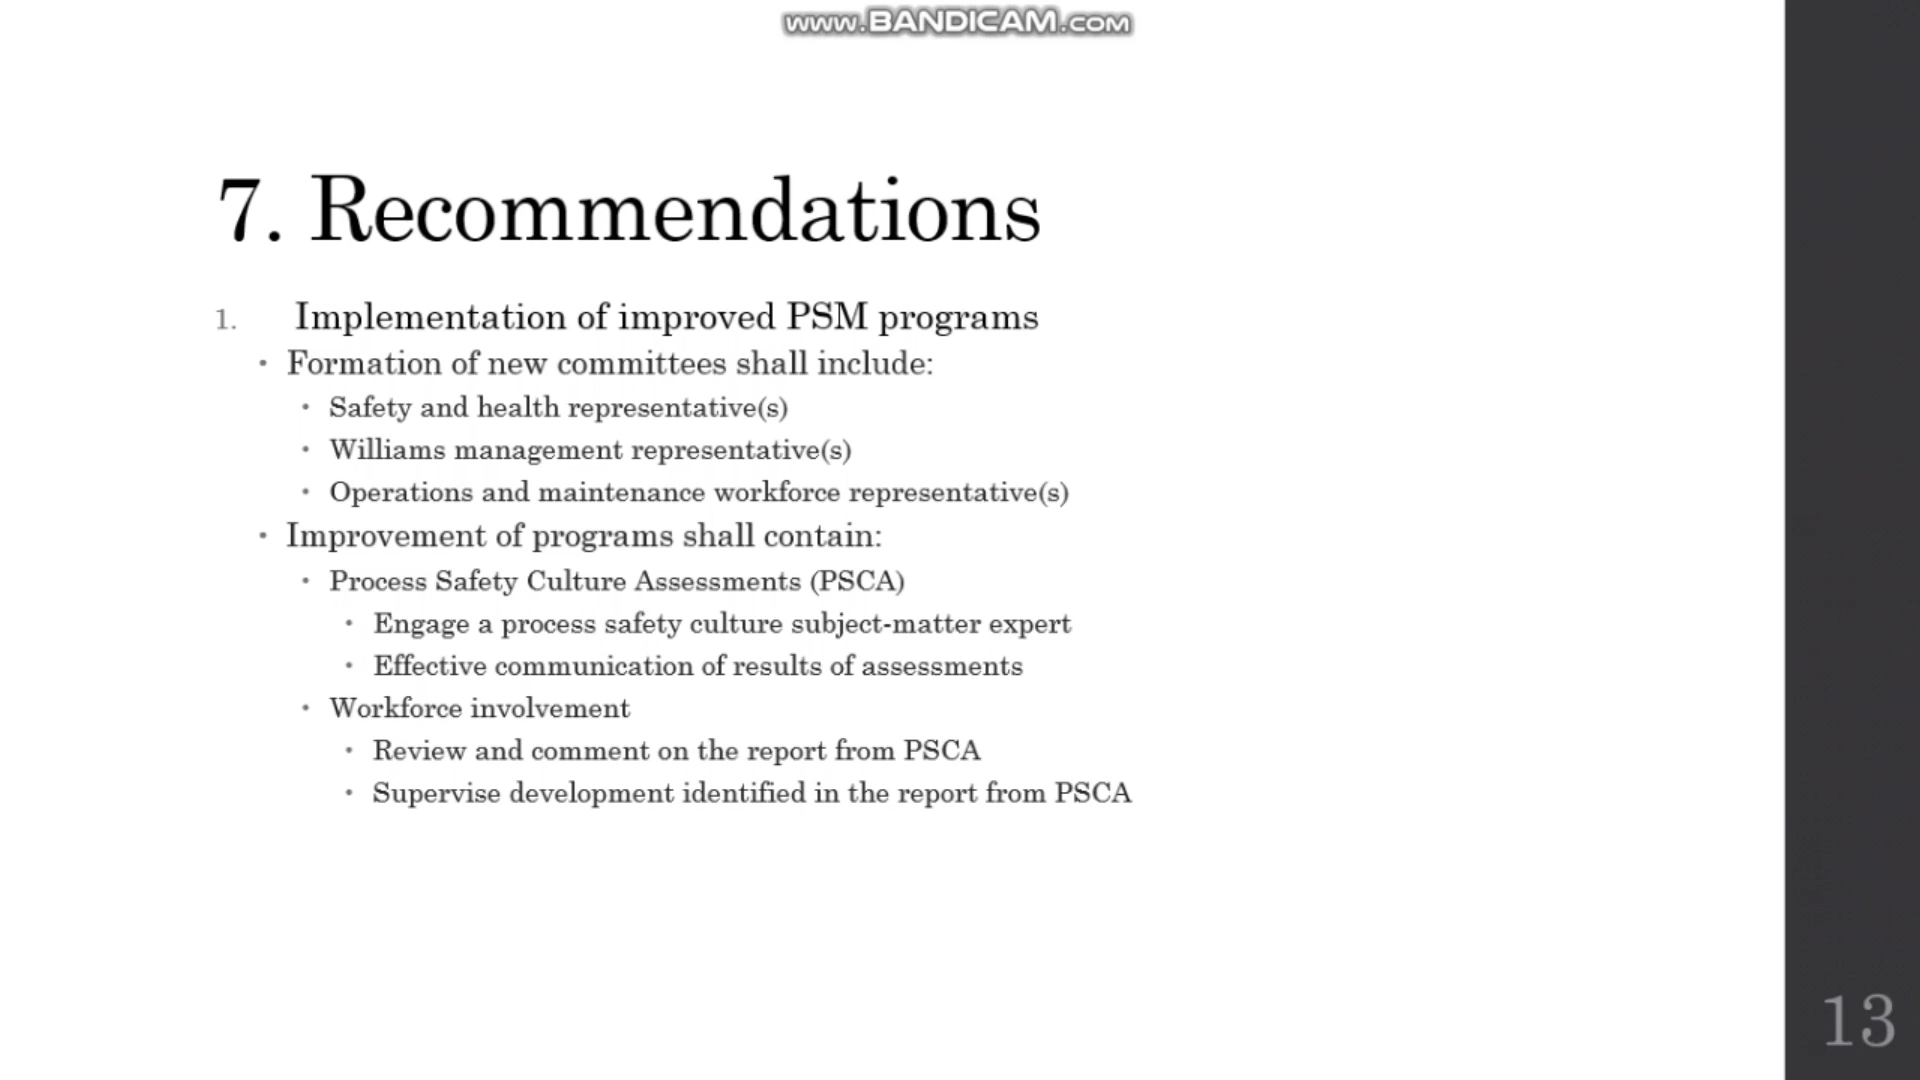 www.BANDICAM.com
7. Recommendations
1. Implementation of improved PSM programs
• Formation of new committees shall include:
• Safety and health representative(s)
• Williams management representative(s)
• Operations and maintenance workforce representative(s)
• Improvement of programs shall contain:
• Process Safety Culture Assessments (PSCA)
• Engage a process safety culture subject-matter expert
• Effective communication of results of assessments
• Workforce involvement
• Review and comment on the report from PSCA
• Supervise development identified in the report from PSCA
13